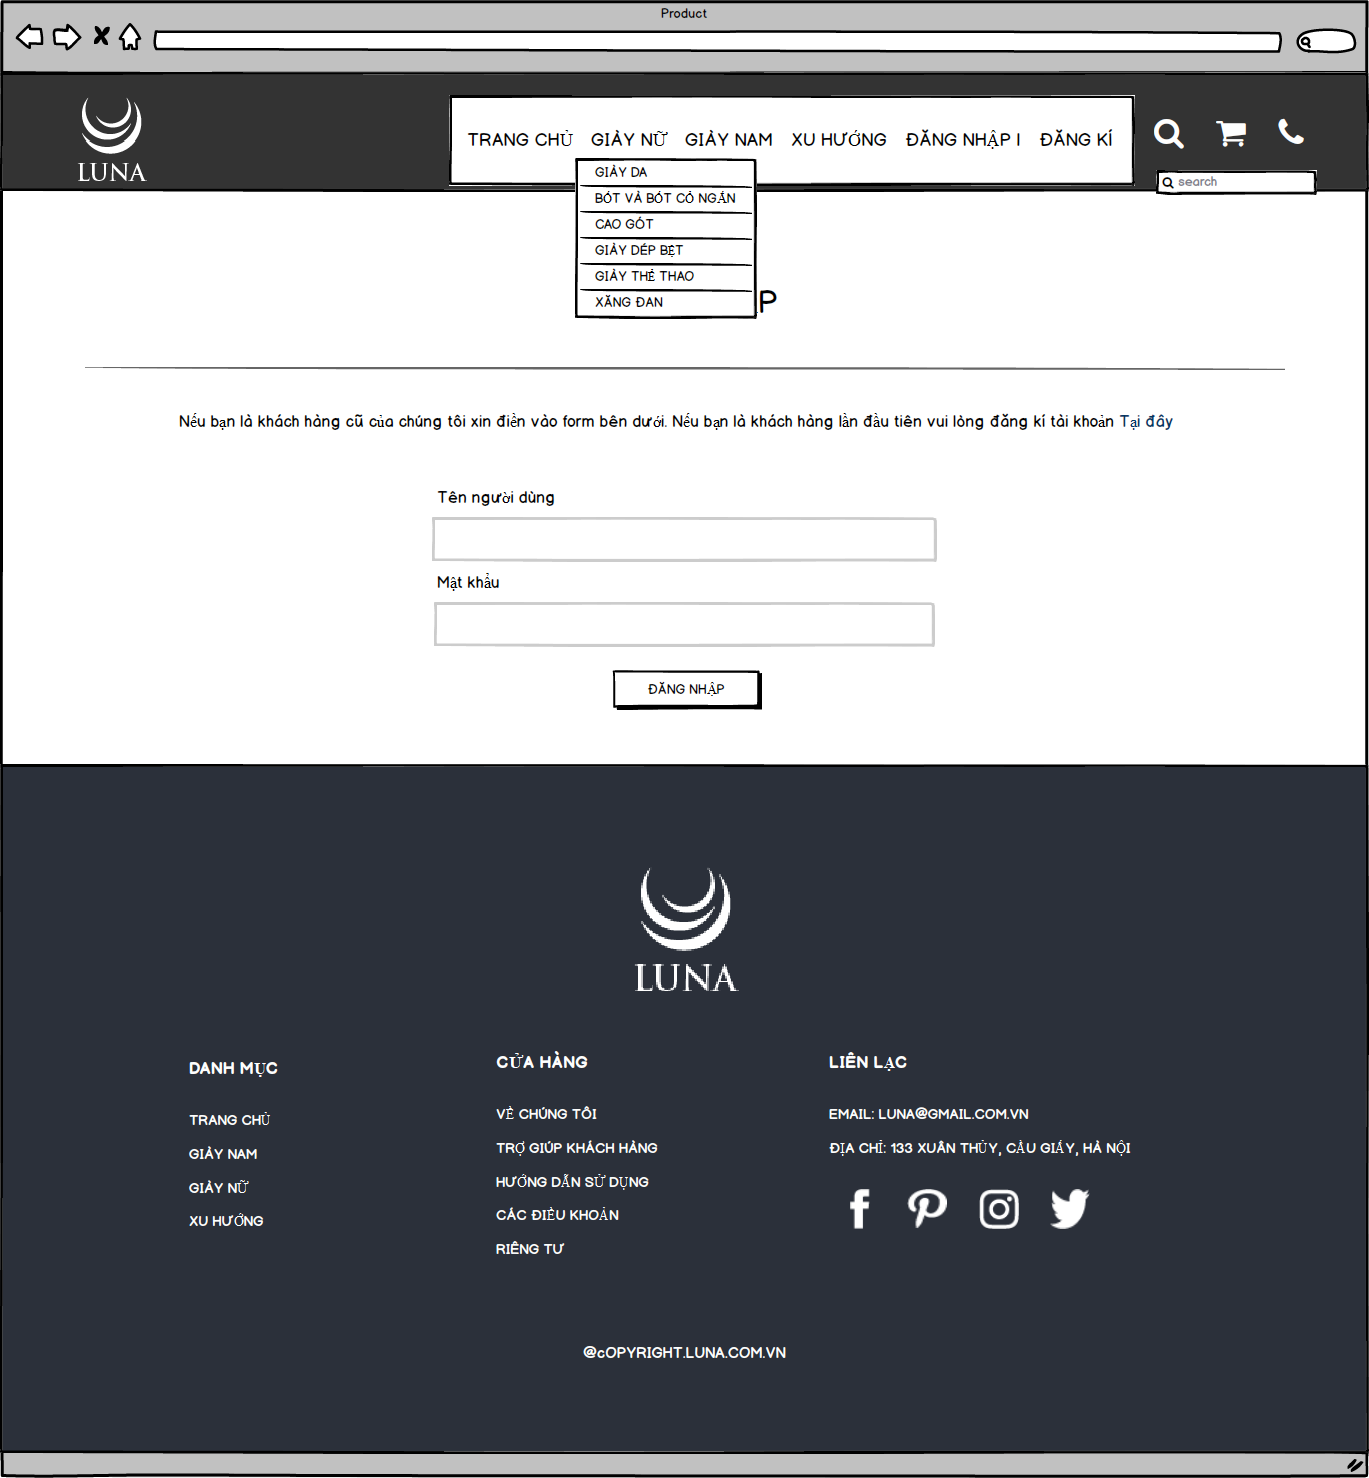 Product
LUNA
TRANG CHỦ GIÀY NỮ GIÀY NAM XU HƯỚNG ĐĂNG NHẬP I ĐĂNG KÍ
search
GIÀY DA
BÓT VÀ BÓT CỔ NGẮN
CAO GÓT
GIÀY DÉP BỆT
GIÀY THỂ THAO
XĂNG ĐAN
P
Nếu bạn là khách hàng cũ của chúng tôi xin điền vào form bên dưới. Nếu bạn là khách hàng lần đầu tiên vui lòng đăng kí tài khoản Tại đây
Tên người dùng
Mật khẩu
ĐĂNG NHẬP
LUNA
DANH MỤC
TRANG CHỦ
GIÀY NAM
GIÀY NỮ
XU HƯỚNG
CỬA HÀNG
VỀ CHÚNG TÔI
TRỢ GIÚP KHÁCH HÀNG
HƯỚNG DẪN SỬ DỤNG
CÁC ĐIỀU KHOẢN
RIÊNG TƯ
LIÊN LẠC
EMAIL: LUNA@GMAIL.COM.VN
ĐỊA CHỈ: 133 XUÂN THỦY, CẦU GIẤY, HÀ NỘI
@cOPYRIGHT.LUNA.COM.VN